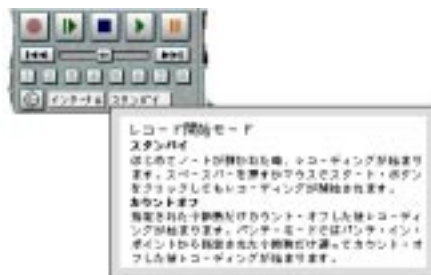 1 2 3 4 5 6 7 8
インターナル スタンバイ
レコード開始モード
スタンバイ
はじめてノートが弾かれた時、レコーディングが始まり
ます。スペースバーを押すかマウスでスタート・ボタン
をクリックしてもレコーディングが開始されます。
カウントオフ
指定された小節数だけカウント・オフした後レコーディ
ングが始まります。パンチ・モードではパンチ・イン・
ポイントから指定された小節数だけ遡ってカウント・オ
フした後レコーディングが始まります。